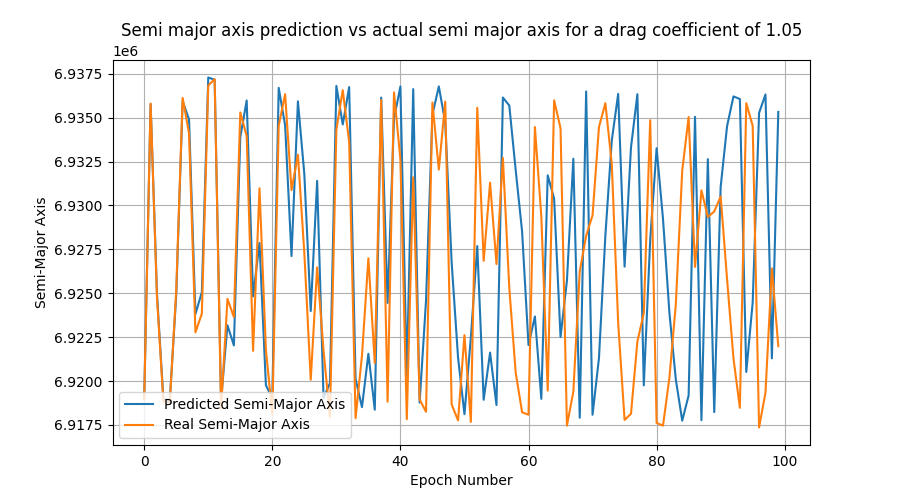 Semi major axis prediction vs actual semi major axis for a drag coefficient of 1.05
1e6
6.9375
6.9350
6.9325
6.9300
6.9275
6.9250
6.9225
6.9200
6.9175
Semi-Major Axis
Predicted Semi-Major Axis
Real Semi-Major Axis
0 20 40 60 80 100
Epoch Number